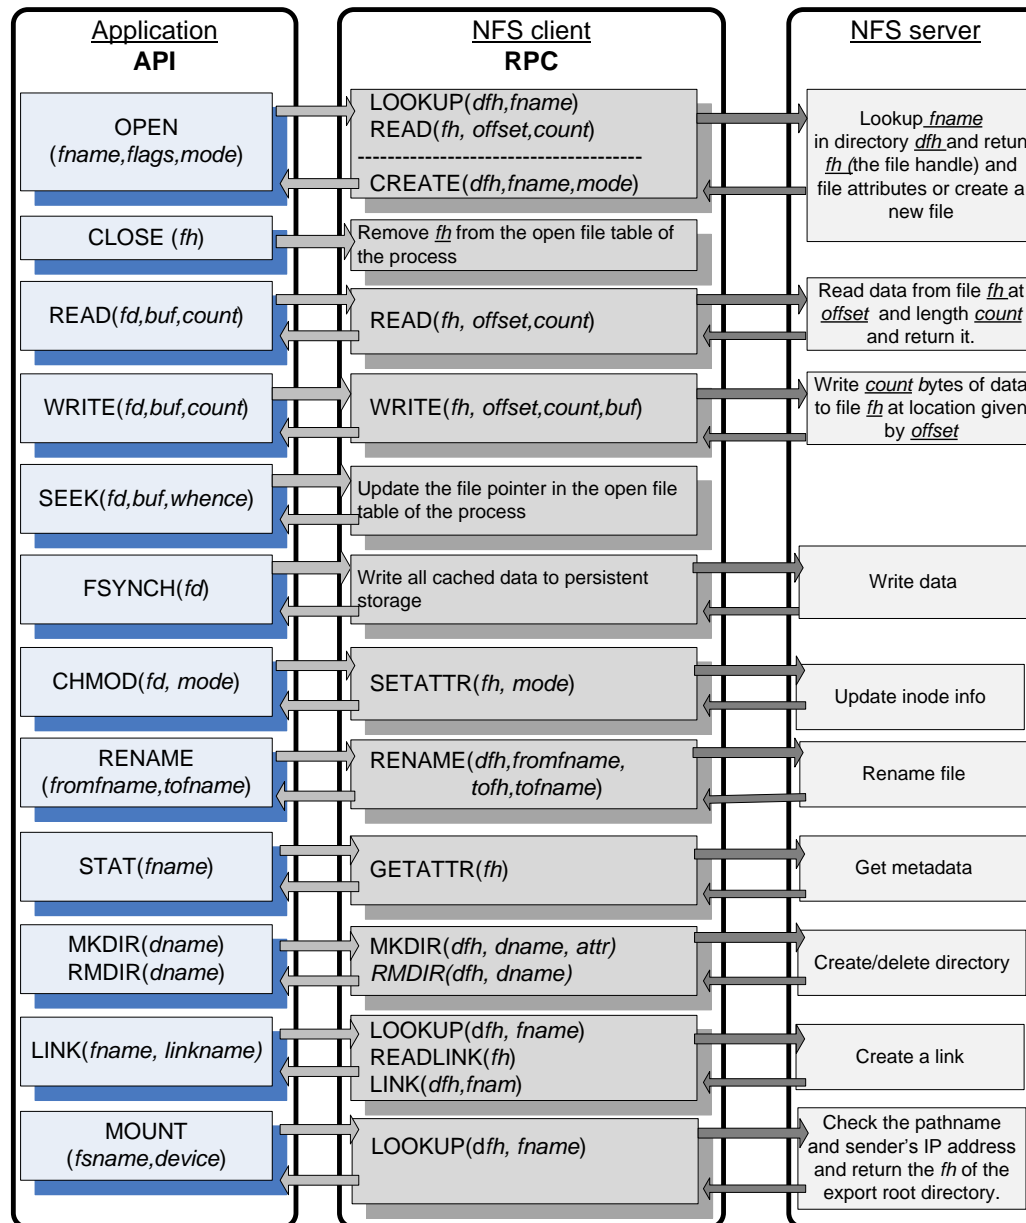 Application
API
NFS client
RPC
NFS server
OPEN
(fname,flags,mode)
LOOKUP(dfh,fname)
READ(fh, offset,count)
--------------------------------------
CREATE(dfh,fname,mode)
Lookup fname
in directory dfh and retun
fh (the file handle) and
file attributes or create a
new file
CLOSE (fh)
Remove fh from the open file table of
the process
READ(fd,buf,count)
READ(fh, offset,count)
Read data from file fh at
offset and length count
and return it.
WRITE(fd,buf,count)
WRITE(fh, offset,count,buf)
Write count bytes of data
to file fh at location given
by offset
SEEK(fd,buf,whence)
Update the file pointer in the open file
table of the process
FSYNCH(fd)
Write all cached data to persistent
storage
Write data
CHMOD(fd, mode)
SETATTR(fh, mode)
Update inode info
RENAME
(fromfname,tofname)
RENAME(dfh,fromfname,
tofh,tofname)
Rename file
STAT(fname)
GETATTR(fh)
Get metadata
MKDIR(dname)
RMDIR(dname)
MKDIR(dfh, dname, attr)
RMDIR(dfh, dname)
Create/delete directory
LINK(fname, linkname)
LOOKUP(dfh, fname)
READLINK(fh)
LINK(dfh,fnam)
Create a link
MOUNT
(fsname,device)
LOOKUP(dfh, fname)
Check the pathname
and sender's IP address
and return the fh of the
export root directory.